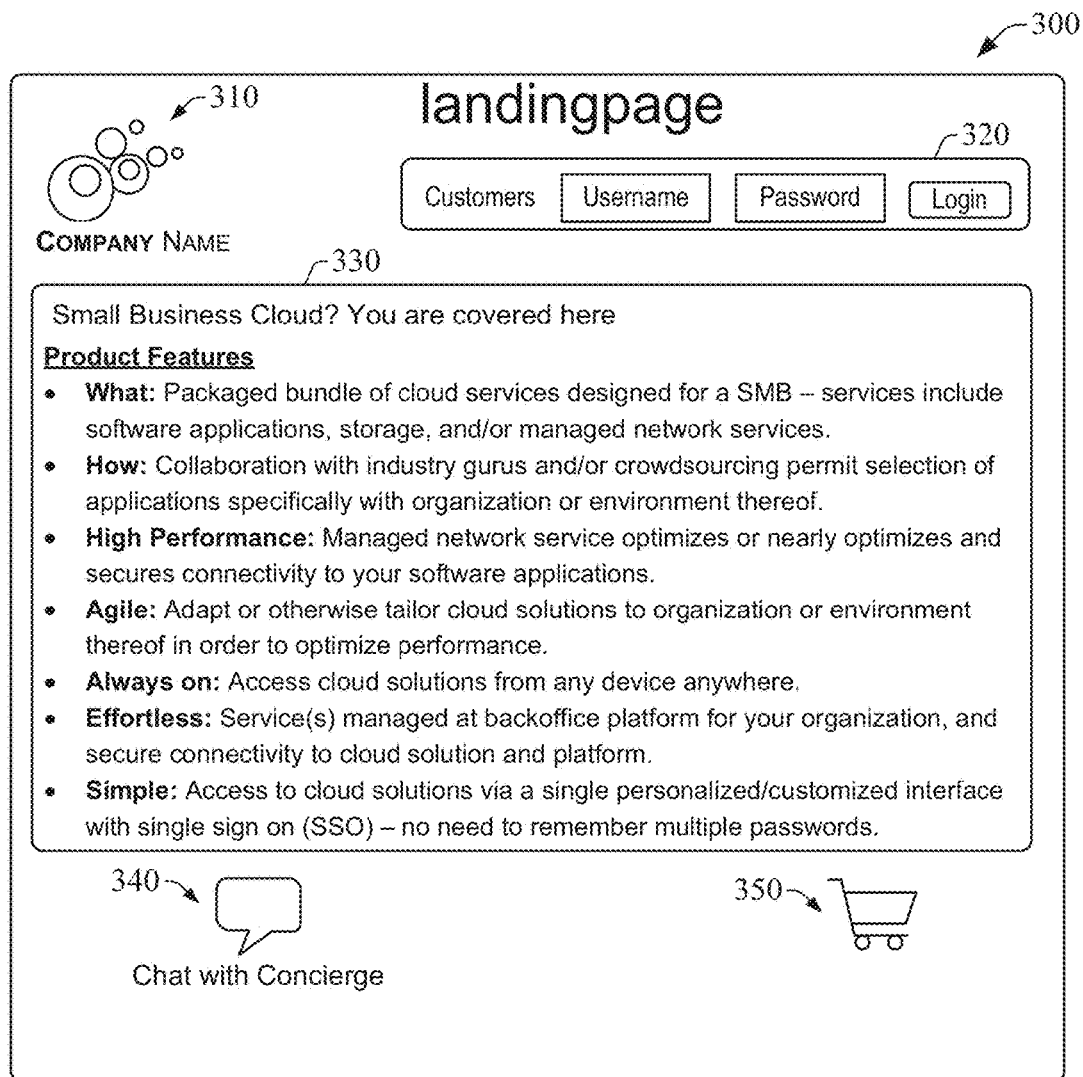 300
landingpage
310
320
Customers Username Password Login
COMPANY NAME
330
Small Business Cloud? You are covered here
Product Features
• What: Packaged bundle of cloud services designed for a SMB – services include
software applications, storage, and/or managed network services.
• How: Collaboration with industry gurus and/or crowdsourcing permit selection of
applications specifically with organization or environment thereof.
• High Performance: Managed network service optimizes or nearly optimizes and
secures connectivity to your software applications.
• Agile: Adapt or otherwise tailor cloud solutions to organization or environment
thereof in order to optimize performance.
• Always on: Access cloud solutions from any device anywhere.
• Effortless: Service(s) managed at backoffice platform for your organization, and
secure connectivity to cloud solution and platform.
• Simple: Access to cloud solutions via a single personalized/customized interface
with single sign on (SSO) – no need to remember multiple passwords.
340
350
Chat with Concierge